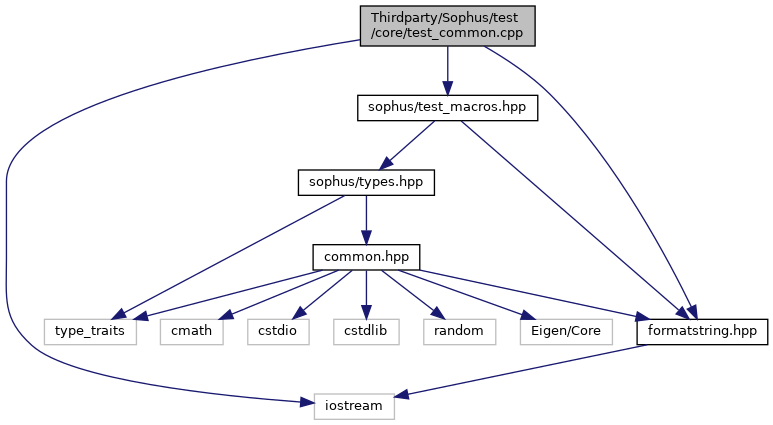 Thirdparty/Sophus/test
/core/test_common.cpp
sophus/test_macros.hpp
sophus/types.hpp
common.hpp
type_traits
cmath
cstdio
cstdlib
random
Eigen/Core
formatstring.hpp
iostream